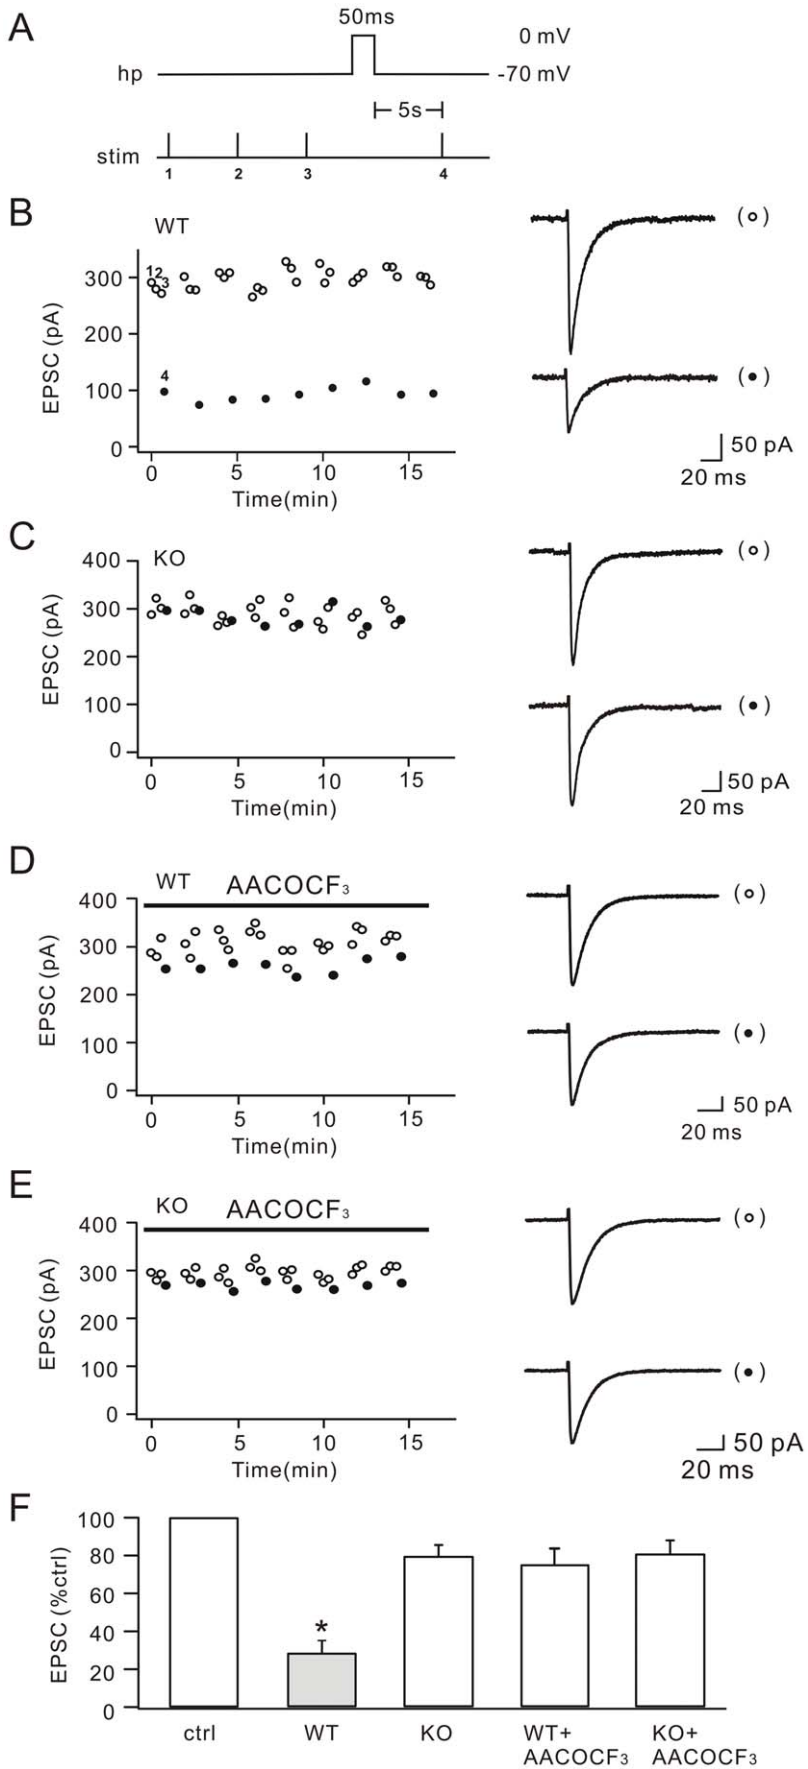 A
50ms
0 mV
hp
-70 mV
5s
stim
1 2 3 4
B
WT
(○)
EPSC (pA)
300
200
100
0
1 2 3
4
(●)
0 5 10 15
Time(min)
50 pA
20 ms
C
KO
(○)
EPSC (pA)
400
300
200
100
0
(●)
0 5 10 15
Time(min)
50 pA
20 ms
D
WT AACOCF₃
(○)
EPSC (pA)
400
300
200
100
0
(●)
0 5 10 15
Time(min)
50 pA
20 ms
E
KO AACOCF₃
(○)
EPSC (pA)
400
300
200
100
0
(●)
0 5 10 15
Time(min)
50 pA
20 ms
F
EPSC (%ctrl)
100
80
60
40
20
0
*
ctrl WT KO WT+ KO+
AACOCF₃ AACOCF₃